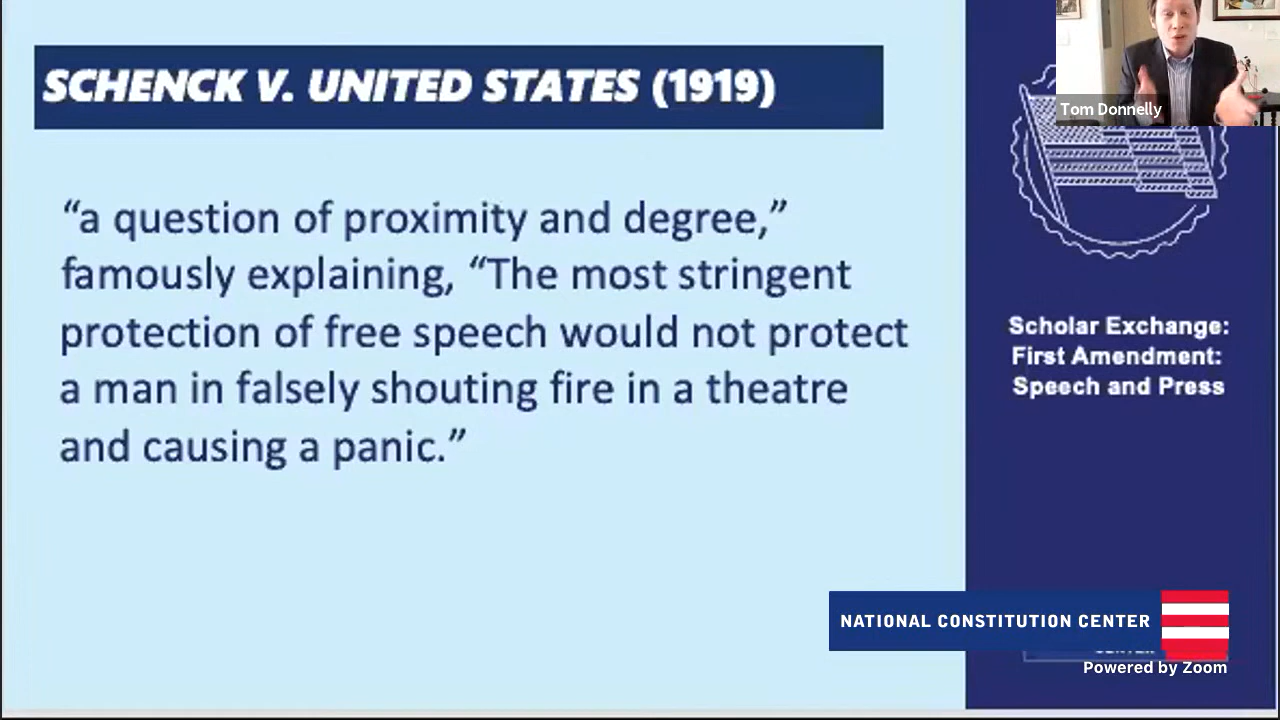 SCHENCK V. UNITED STATES (1919)
“a question of proximity and degree,”
famously explaining, “The most stringent
protection of free speech would not protect
a man in falsely shouting fire in a theatre
and causing a panic.”
Tom Donnelly
Scholar Exchange:
First Amendment:
Speech and Press
NATIONAL CONSTITUTION CENTER
Powered by Zoom